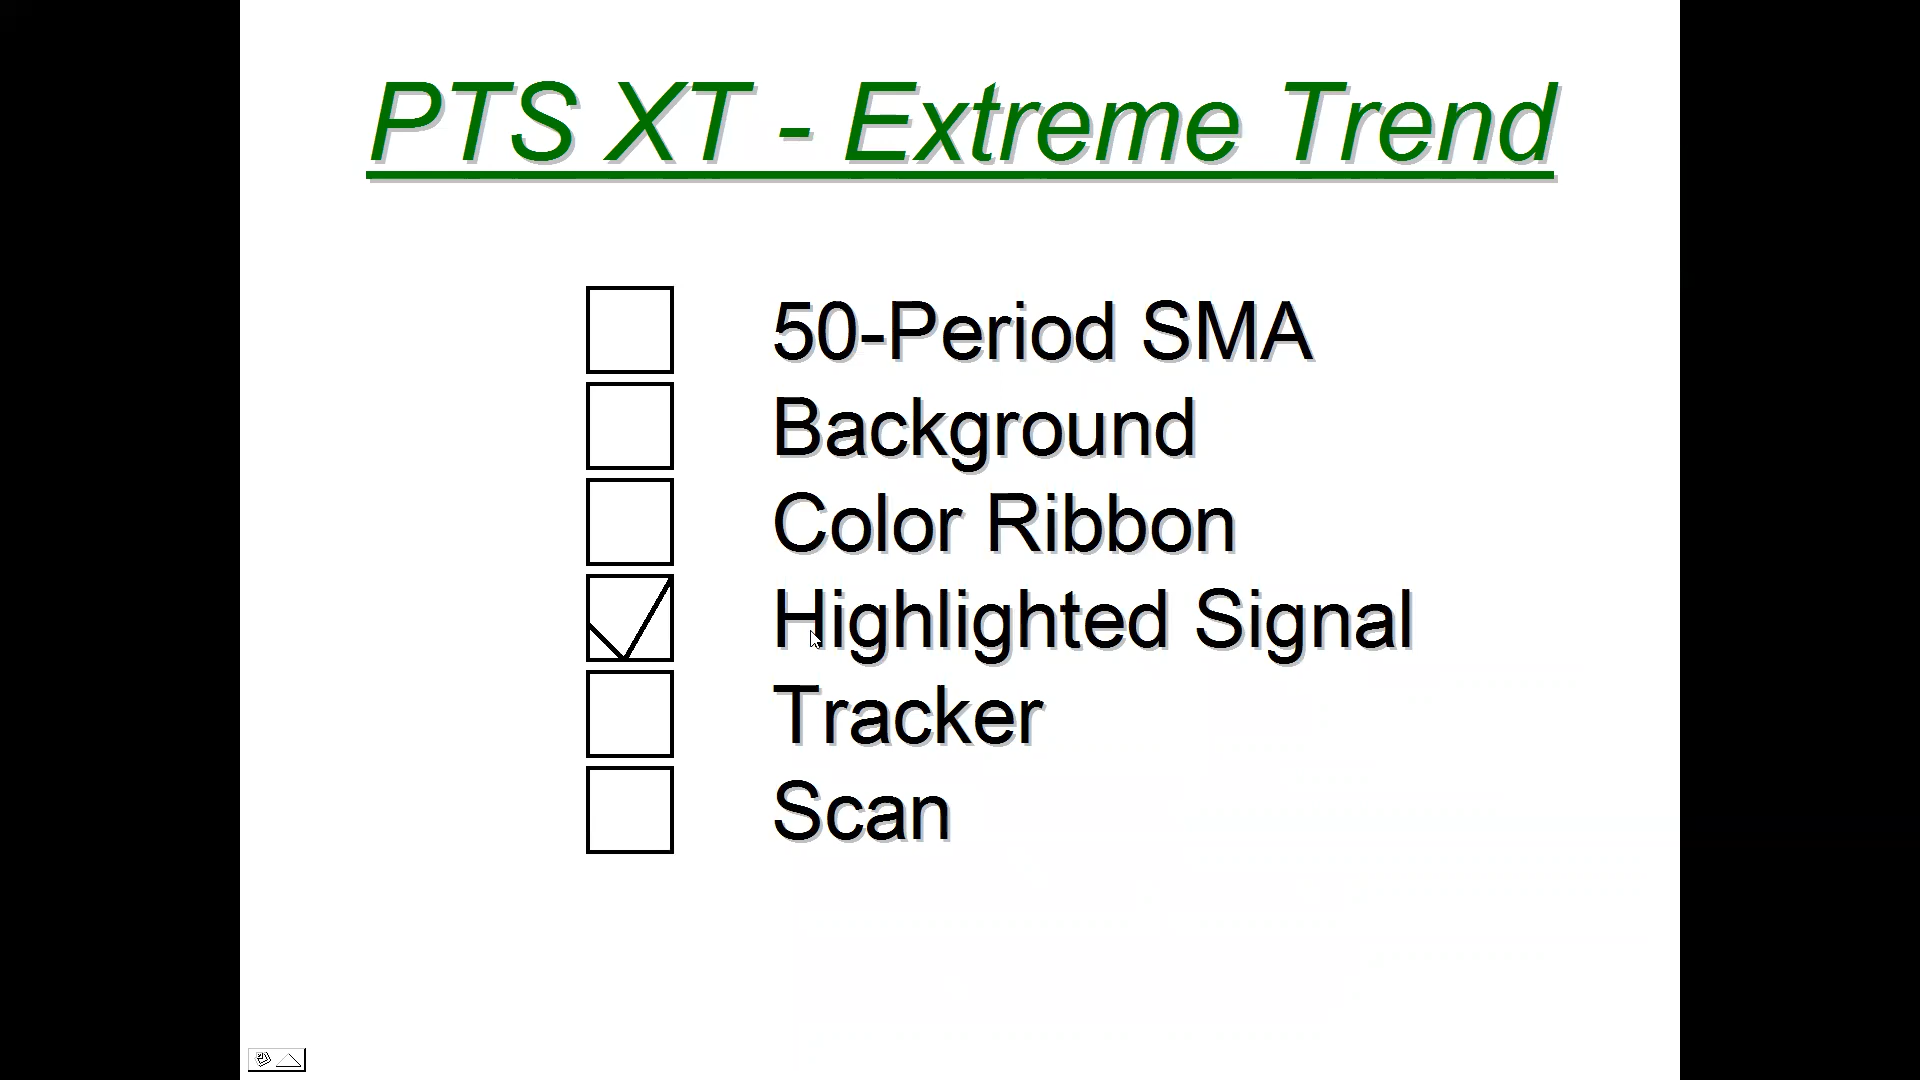 PTS XT - Extreme Trend
50-Period SMA
Background
Color Ribbon
Highlighted Signal
Tracker
Scan